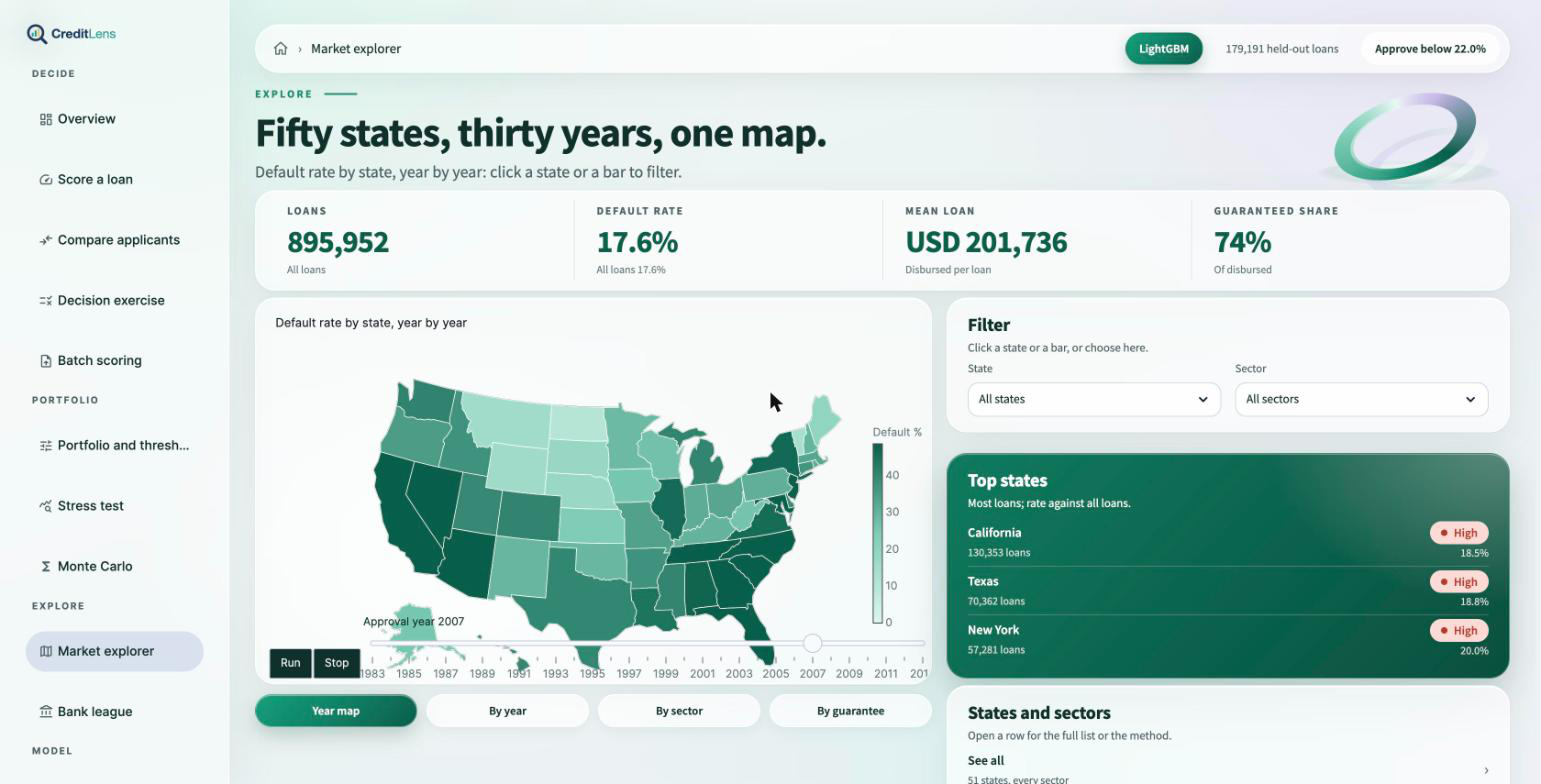 CreditLens
DECIDE
Overview
Score a loan
Compare applicants
Decision exercise
Batch scoring
PORTFOLIO
Portfolio and thresh...
Stress test
Monte Carlo
EXPLORE
Market explorer
Bank league
MODEL
› Market explorer
LightGBM
179,191 held-out loans
Approve below 22.0%
EXPLORE
Fifty states, thirty years, one map.
Default rate by state, year by year: click a state or a bar to filter.
LOANS
895,952
All loans
DEFAULT RATE
17.6%
All loans 17.6%
MEAN LOAN
USD 201,736
Disbursed per loan
GUARANTEED SHARE
74%
Of disbursed
Default rate by state, year by year
Default %
40
30
20
10
0
Approval year 2007
Run
Stop
1983 1985 1987 1989 1991 1993 1995 1997 1999 2001 2003 2005 2007 2009 2011 201
Year map
By year
By sector
By guarantee
Filter
Click a state or a bar, or choose here.
State
All states
Sector
All sectors
Top states
Most loans; rate against all loans.
California
High
130,353 loans
18.5%
Texas
High
70,362 loans
18.8%
New York
High
57,281 loans
20.0%
States and sectors
Open a row for the full list or the method.
See all
51 states, every sector